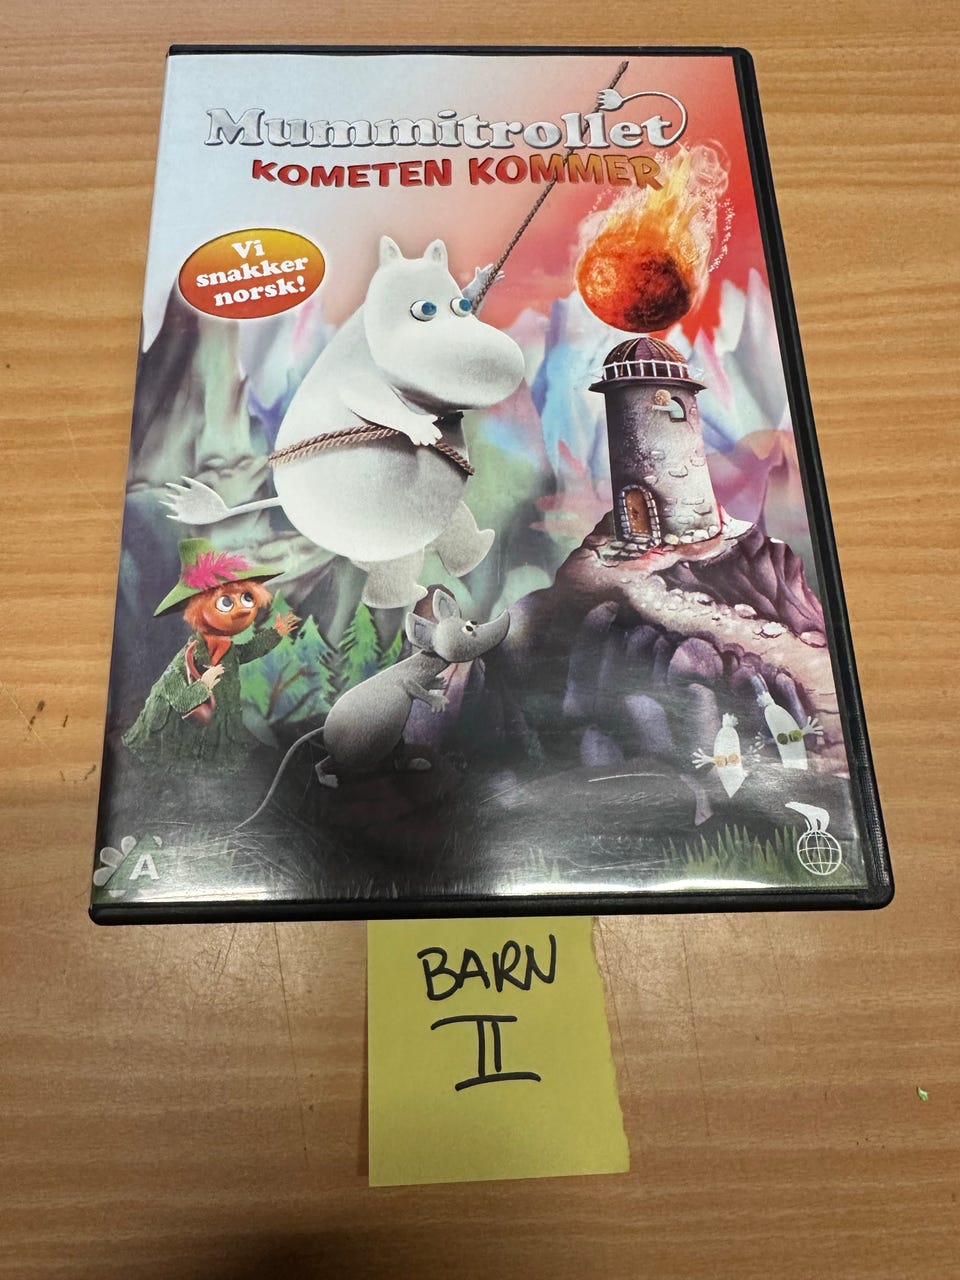 Mummitrollet
KOMETEN KOMMER
Vi
snakker
norsk!
A
BARN
II